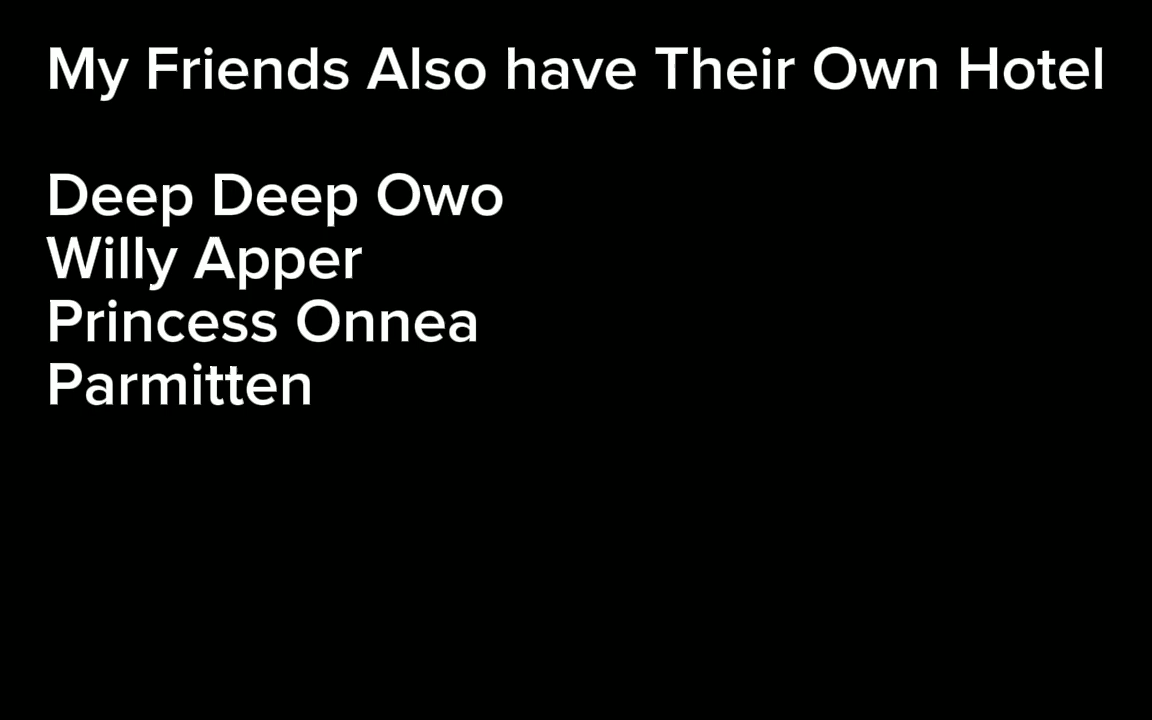 My Friends Also have Their Own Hotel
Deep Deep Owo
Willy Apper
Princess Onnea
Parmitten